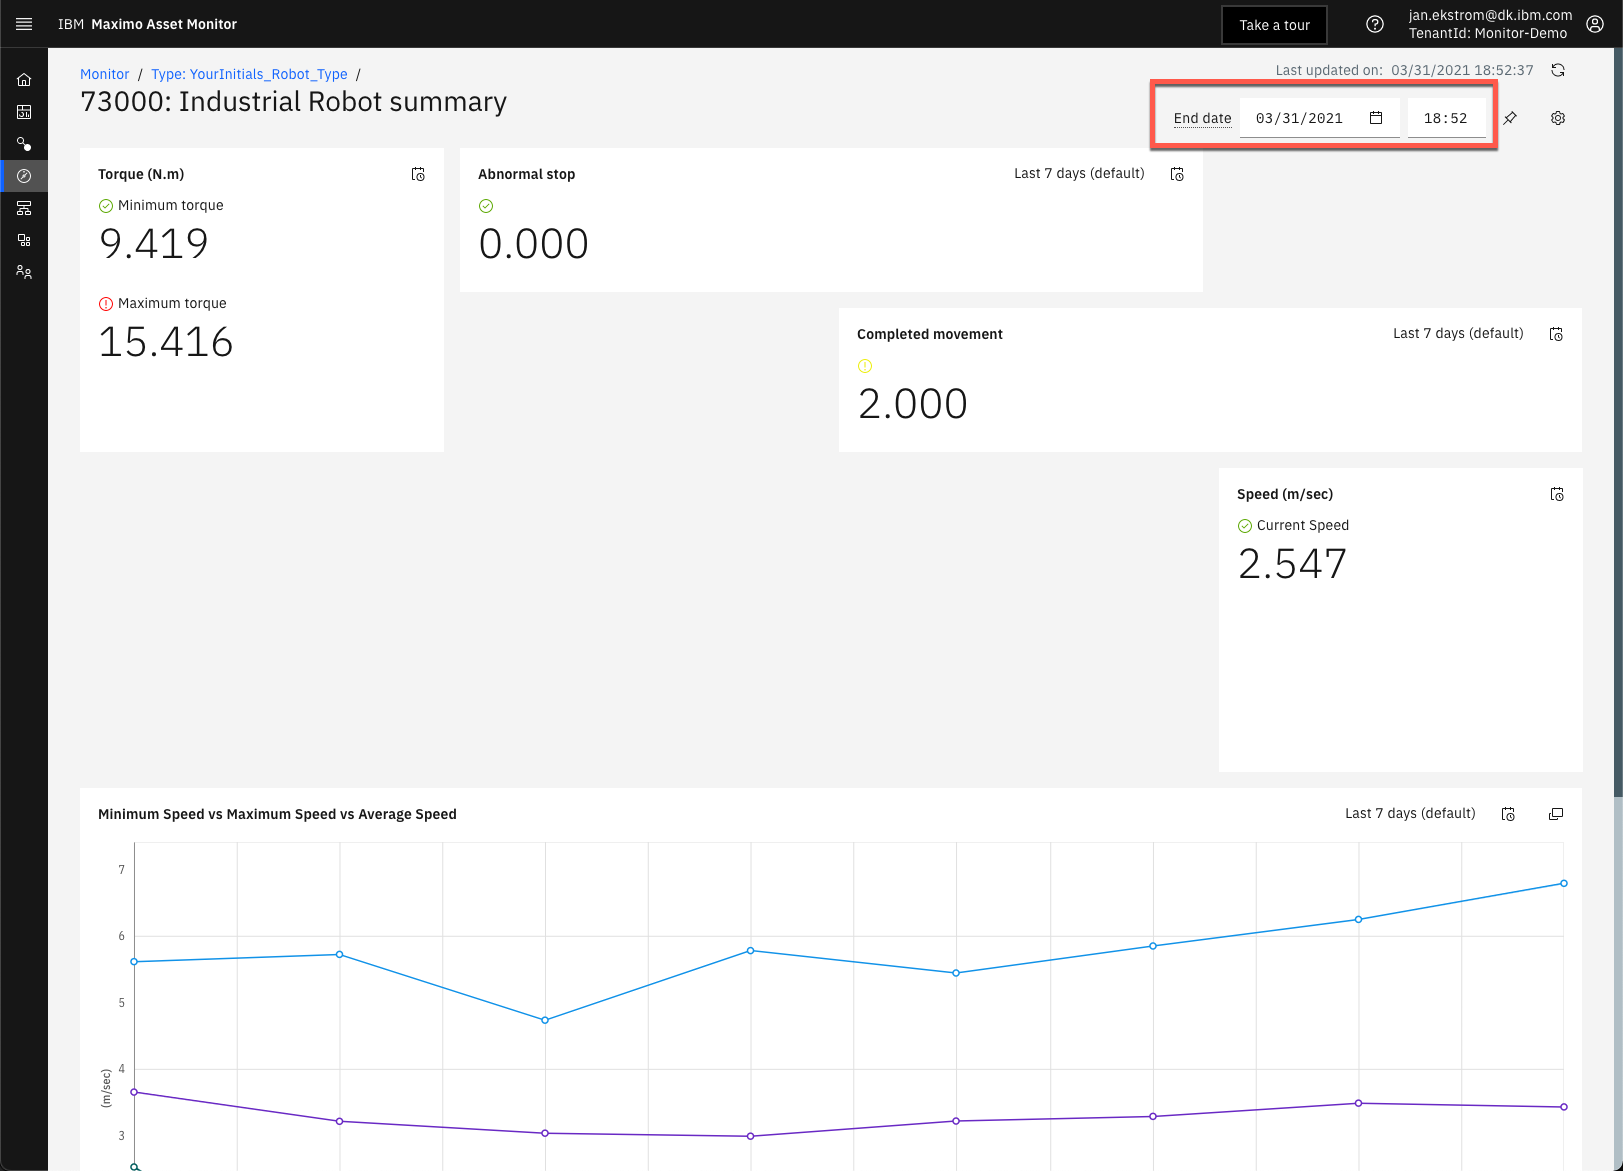 IBM Maximo Asset Monitor
Take a tour
jan.ekstrom@dk.ibm.com
TenantId: Monitor-Demo
Monitor / Type: YourInitials_Robot_Type /
Last updated on: 03/31/2021 18:52:37
73000: Industrial Robot summary
End date 03/31/2021 18:52
Torque (N.m)
Minimum torque
9.419
Maximum torque
15.416
Abnormal stop Last 7 days (default)
0.000
Completed movement Last 7 days (default)
2.000
Speed (m/sec)
Current Speed
2.547
Minimum Speed vs Maximum Speed vs Average Speed Last 7 days (default)
7
6
5
4
3
(m/sec)